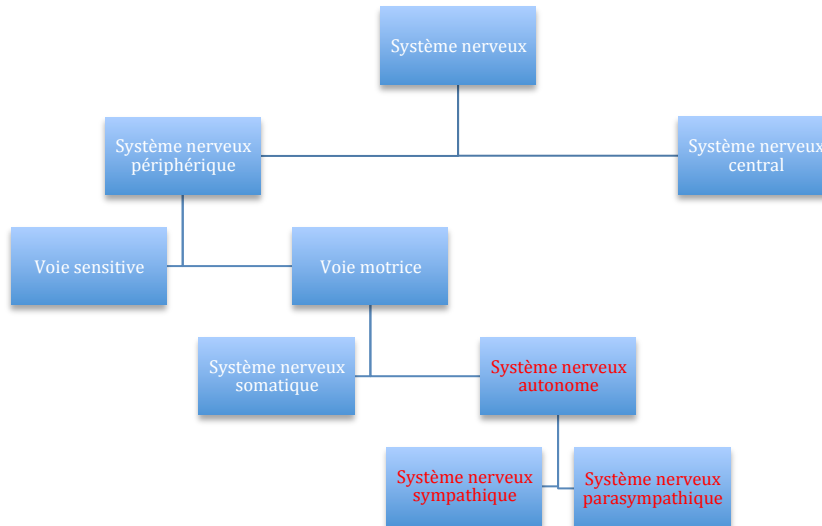 Système nerveux
Système nerveux
périphérique
Système nerveux
central
Voie sensitive
Voie motrice
Système nerveux
somatique
Système nerveux
autonome
Système nerveux
sympathique
Système nerveux
parasympathique